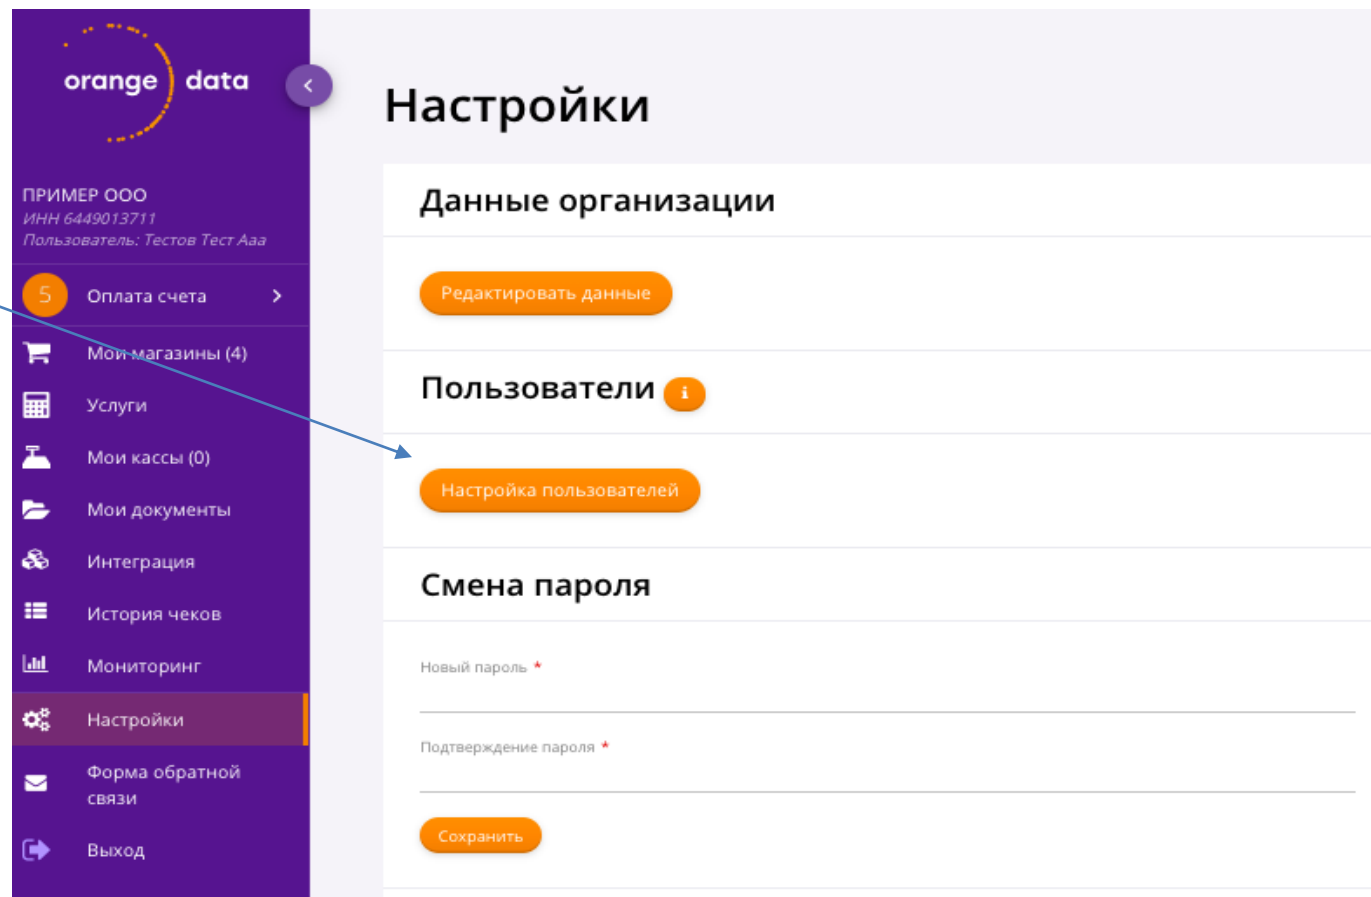 orange data
ПРИМЕР ООО
ИНН 6449013711
Пользователь: Тестов Тест Ааа
5 Оплата счета
Мои магазины (4)
Услуги
Мои кассы (0)
Мои документы
Интеграция
История чеков
Мониторинг
Настройки
Форма обратной
связи
Выход
Настройки
Данные организации
Редактировать данные
Пользователи i
Настройка пользователей
Смена пароля
Новый пароль *
Подтверждение пароля *
Сохранить